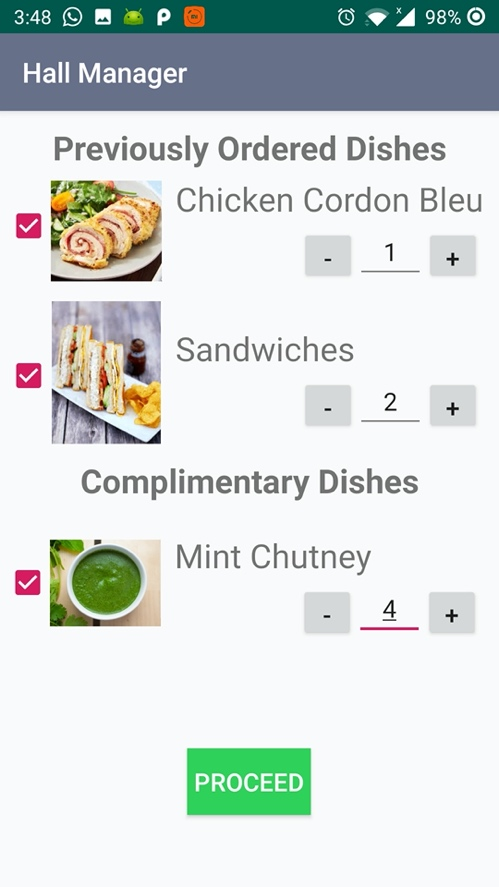 3:48 98%
Hall Manager
Previously Ordered Dishes
Chicken Cordon Bleu
- 1 +
Sandwiches
- 2 +
Complimentary Dishes
Mint Chutney
- 4 +
PROCEED